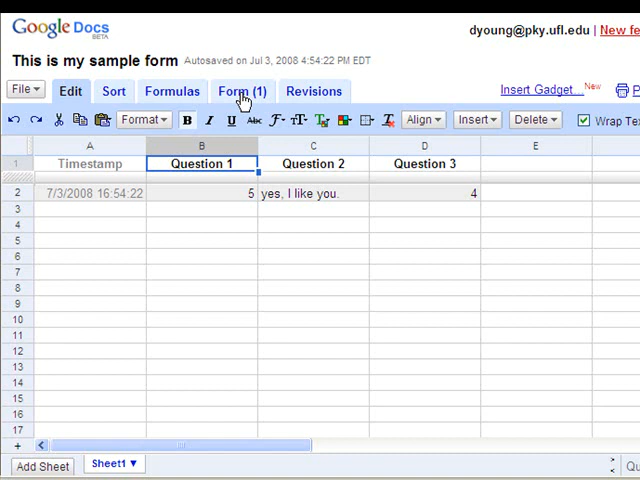 Google Docs
BETA
dyoung@pky.ufl.edu | New fe
This is my sample form Autosaved on Jul 3, 2008 4:54:22 PM EDT
File Edit Sort Formulas Form (1) Revisions Insert Gadget... New P
Format B I U Abc F TT T Align Insert Delete Wrap Tex
A B C D E
1 Timestamp Question 1 Question 2 Question 3
2 7/3/2008 16:54:22 5 yes, I like you. 4
3
4
5
6
7
8
9
10
11
12
13
14
15
16
17
+
Add Sheet Sheet1 Qu